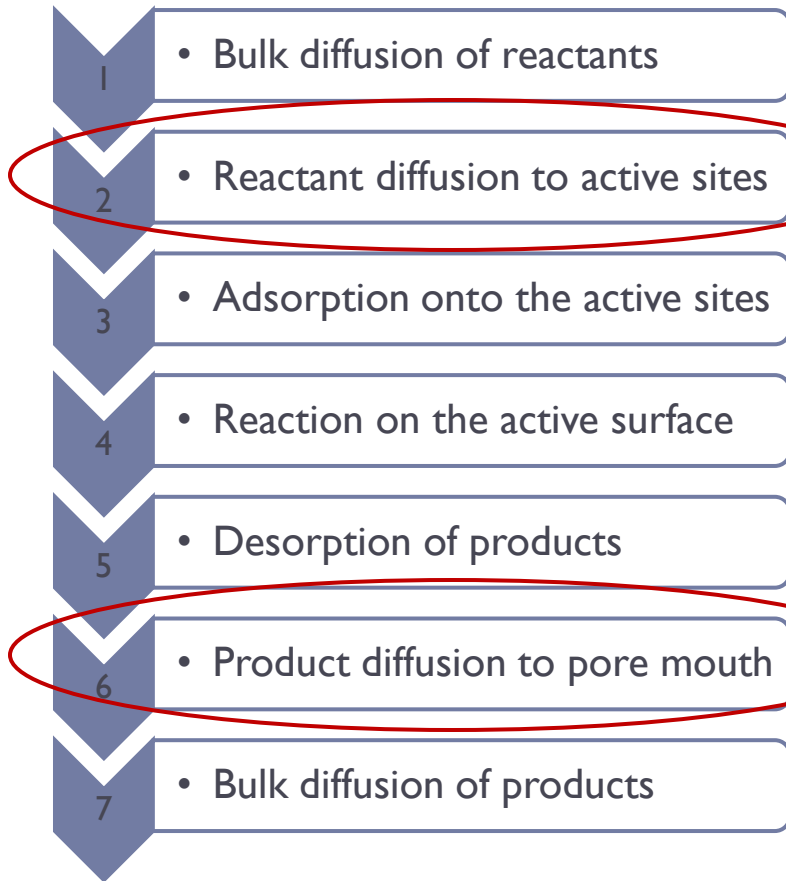 1
• Bulk diffusion of reactants
2
• Reactant diffusion to active sites
3
• Adsorption onto the active sites
4
• Reaction on the active surface
5
• Desorption of products
6
• Product diffusion to pore mouth
7
• Bulk diffusion of products